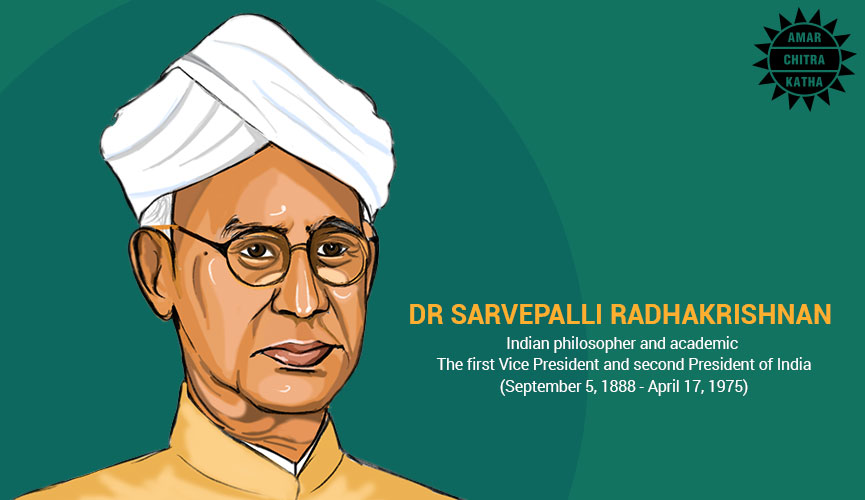 AMAR
CHITRA
KATHA
DR SARVEPALLI RADHAKRISHNAN
Indian philosopher and academic
The first Vice President and second President of India
(September 5, 1888 - April 17, 1975)